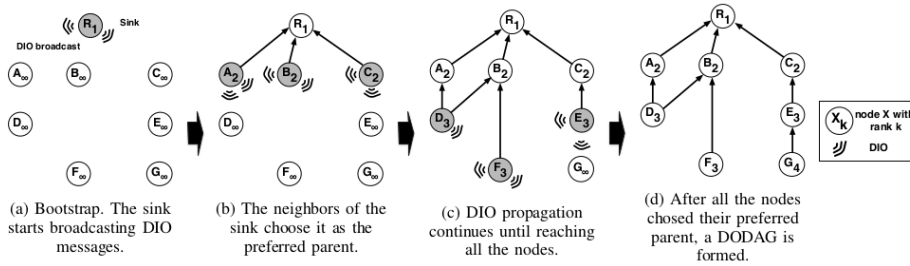 R1
Sink
DIO broadcast
A∞ B∞ C∞
D∞ E∞
F∞ G∞
(a) Bootstrap. The sink
starts broadcasting DIO
messages.
R1
A2 B2 C2
D∞ E∞
F∞ G∞
(b) The neighbors of the
sink choose it as the
preferred parent.
R1
A2 B2 C2
D3 E3
F3 G∞
(c) DIO propagation
continues until reaching
all the nodes.
R1
A2 B2 C2
D3 E3
F3 G4
(d) After all the nodes
chosed their preferred
parent, a DODAG is
formed.
Xk node X with
rank k
DIO